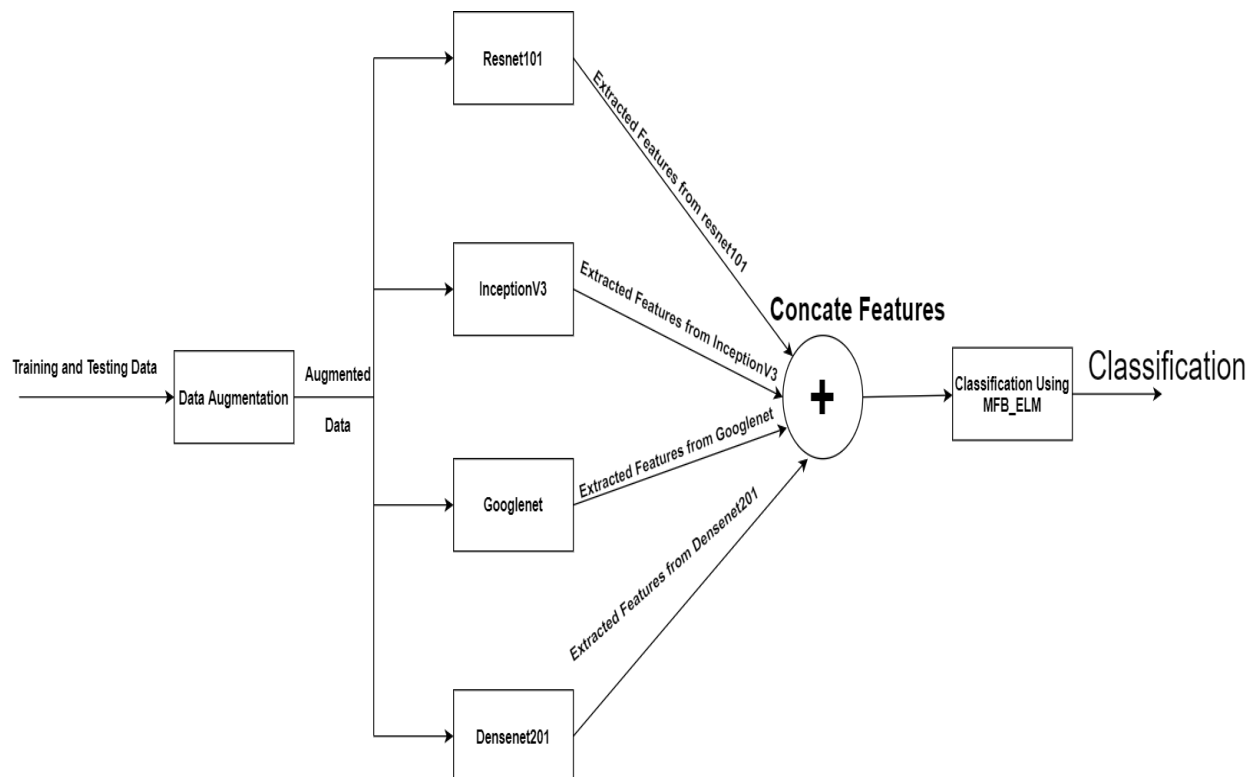 Training and Testing Data
Data Augmentation
Augmented
Data
Resnet101
InceptionV3
Googlenet
Densenet201
Extracted Features from resnet101
Extracted Features from InceptionV3
Extracted Features from Googlenet
Extracted Features from Densenet201
Concate Features
+
Classification Using
MFB_ELM
Classification